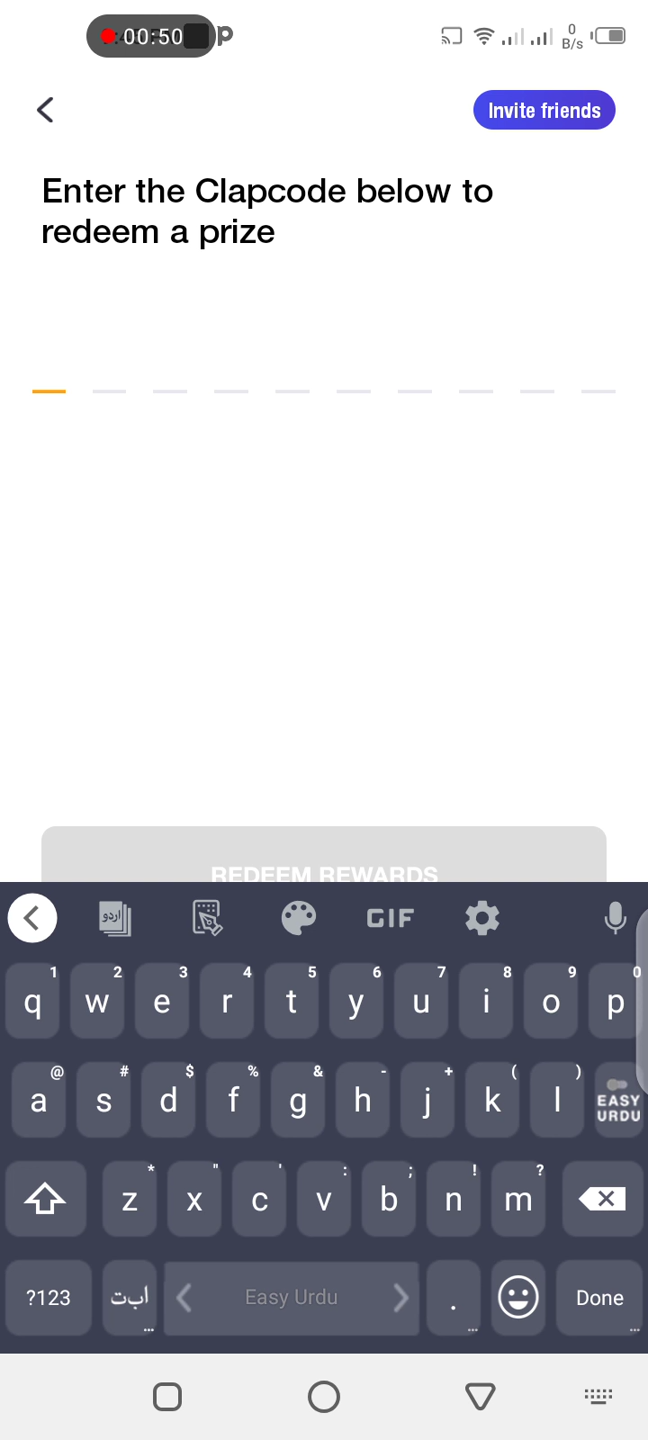 00:50
P
0
B/s
Invite friends
Enter the Clapcode below to
redeem a prize
REDEEM REWARDS
اردو
GIF
1 2 3 4 5 6 7 8 9 0
q w e r t y u i o p
@ # $ % & - + ( )
a s d f g h j k l EASY URDU
* " ' : ; ! ?
z x c v b n m
?123 ا ب ت ... < Easy Urdu > . ... Done ...